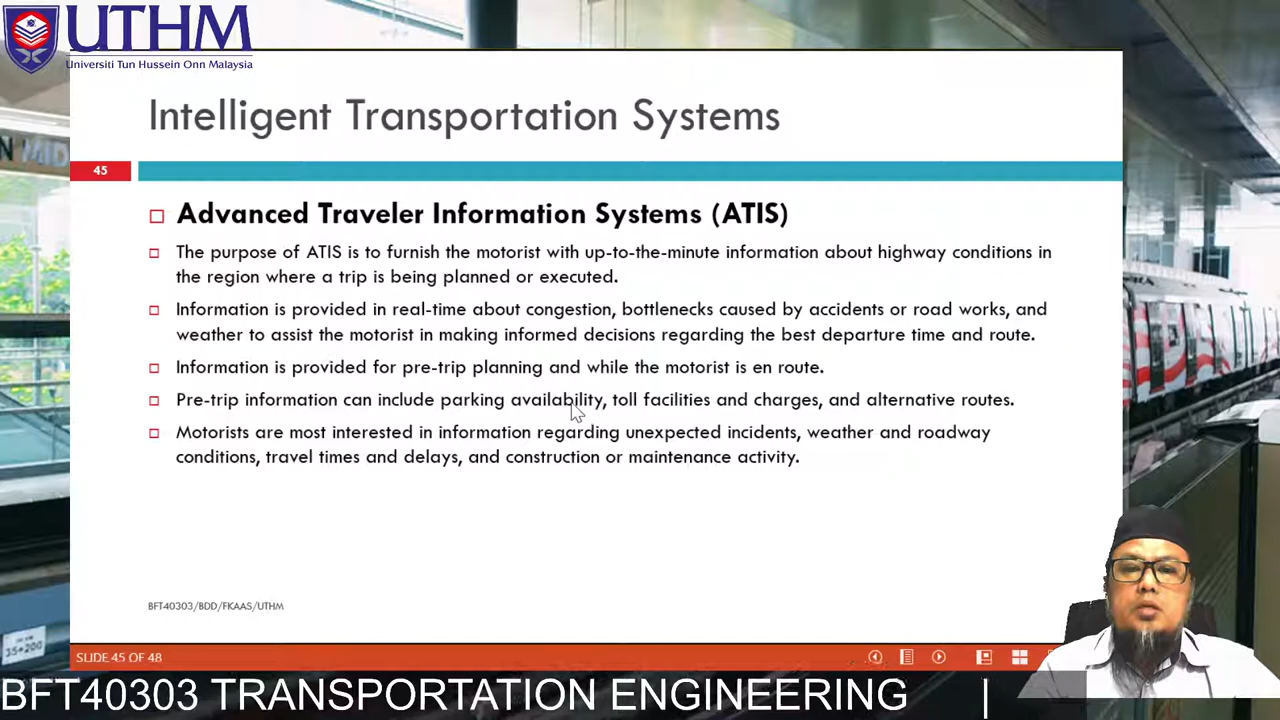 UTHM
Universiti Tun Hussein Onn Malaysia
N MID
Intelligent Transportation Systems
45
Advanced Traveler Information Systems (ATIS)
The purpose of ATIS is to furnish the motorist with up-to-the-minute information about highway conditions in
the region where a trip is being planned or executed.
Information is provided in real-time about congestion, bottlenecks caused by accidents or road works, and
weather to assist the motorist in making informed decisions regarding the best departure time and route.
Information is provided for pre-trip planning and while the motorist is en route.
Pre-trip information can include parking availability, toll facilities and charges, and alternative routes.
Motorists are most interested in information regarding unexpected incidents, weather and roadway
conditions, travel times and delays, and construction or maintenance activity.
BFT40303/BDD/FKAAS/UTHM
35+200
SLIDE 45 OF 48
BFT40303 TRANSPORTATION ENGINEERING |